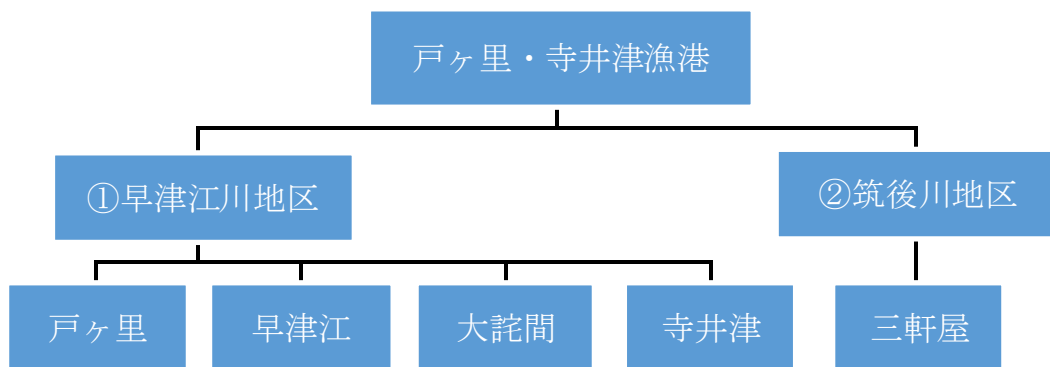 戸ヶ里・寺井津漁港
①早津江川地区
②筑後川地区
戸ヶ里
早津江
大詫間
寺井津
三軒屋